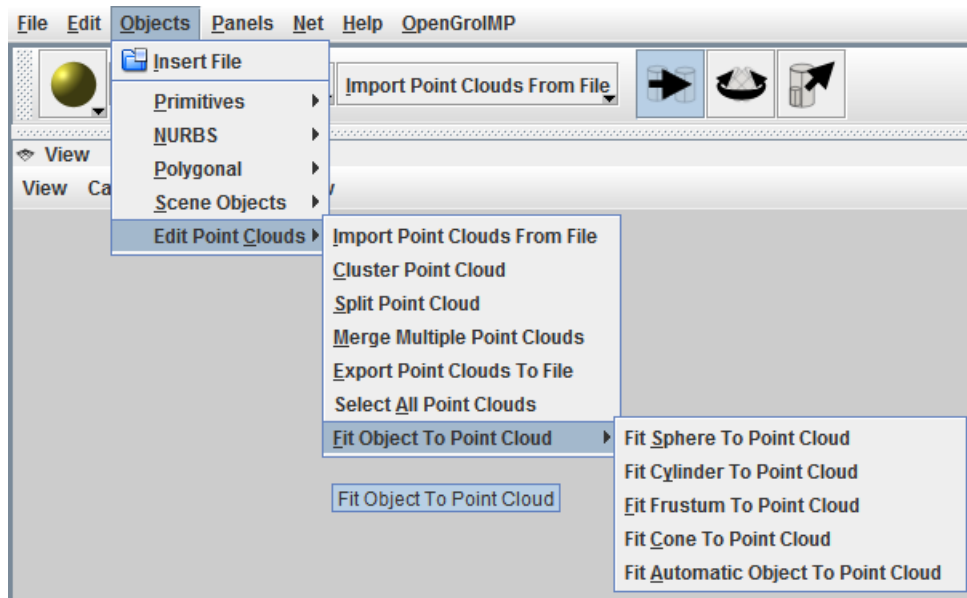 File Edit Objects Panels Net Help OpenGroIMP
Insert File
Import Point Clouds From File
Primitives
NURBS
View
Polygonal
View Ca
Scene Objects
Edit Point Clouds
Import Point Clouds From File
Cluster Point Cloud
Split Point Cloud
Merge Multiple Point Clouds
Export Point Clouds To File
Select All Point Clouds
Fit Object To Point Cloud
Fit Sphere To Point Cloud
Fit Cylinder To Point Cloud
Fit Object To Point Cloud
Fit Frustum To Point Cloud
Fit Cone To Point Cloud
Fit Automatic Object To Point Cloud